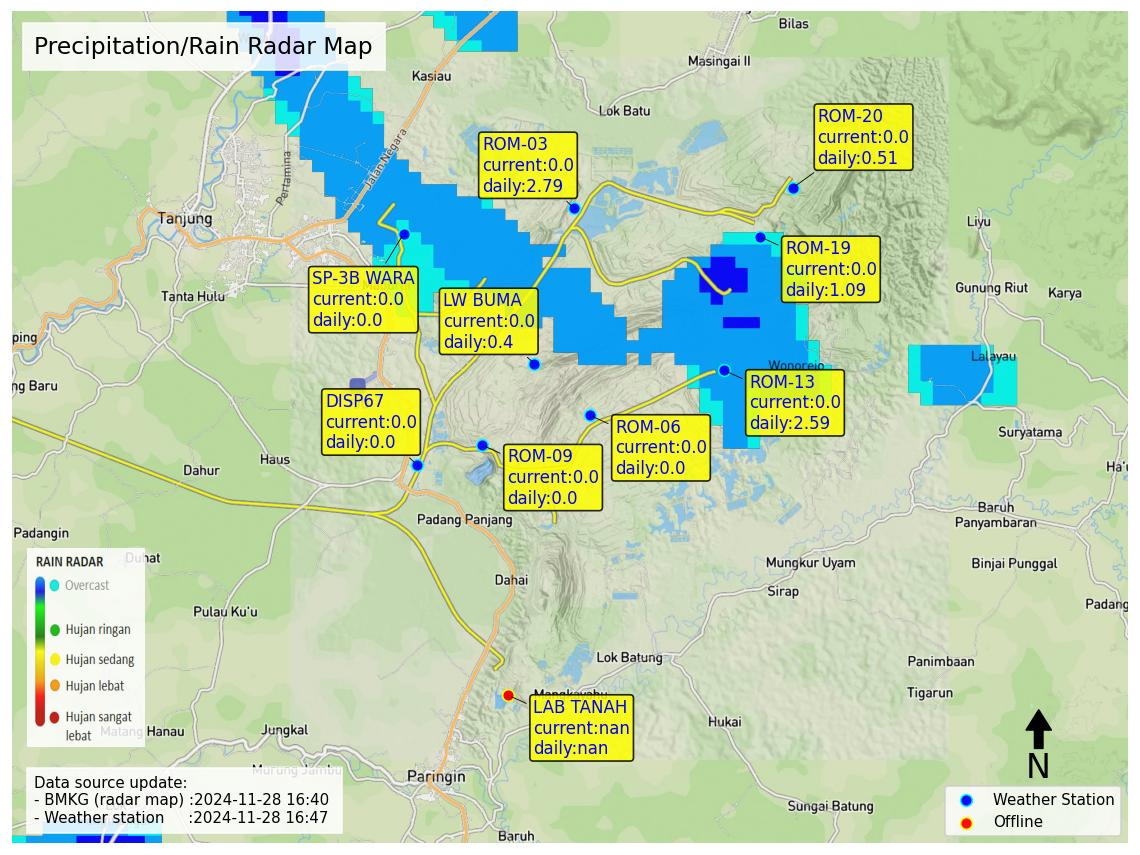 Precipitation/Rain Radar Map
Bilas
Masingai II
Kasiau
Lok Batu
Jalan Negara
Pertamina
Tanjung
ROM-03
current:0.0
daily:2.79
ROM-20
current:0.0
daily:0.51
Liyu
ROM-19
current:0.0
daily:1.09
SP-3B WARA
current:0.0
daily:0.0
Tanta Hulu
LW BUMA
current:0.0
daily:0.4
Gunung Riut
Karya
ping
ng Baru
Wonorejo
Lalayau
ROM-13
current:0.0
daily:2.59
DISP67
current:0.0
daily:0.0
ROM-06
current:0.0
daily:0.0
Suryatama
Haus
Dahur
ROM-09
current:0.0
daily:0.0
Ha'u
Padang Panjang
Baruh
Panyambaran
Padangin
Duhat
Binjai Punggal
Mungkur Uyam
Dahai
Sirap
Padang
Pulau Ku'u
RAIN RADAR
Overcast
Hujan ringan
Hujan sedang
Hujan lebat
Hujan sangat
lebat
Lok Batung
Panimbaan
Tigarun
Mangkayahu
LAB TANAH
current:nan
daily:nan
Matang Hanau
Jungkal
Hukai
Murung Jambu
Paringin
N
Data source update:
- BMKG (radar map) :2024-11-28 16:40
- Weather station :2024-11-28 16:47
Weather Station
Offline
Sungai Batung
Baruh